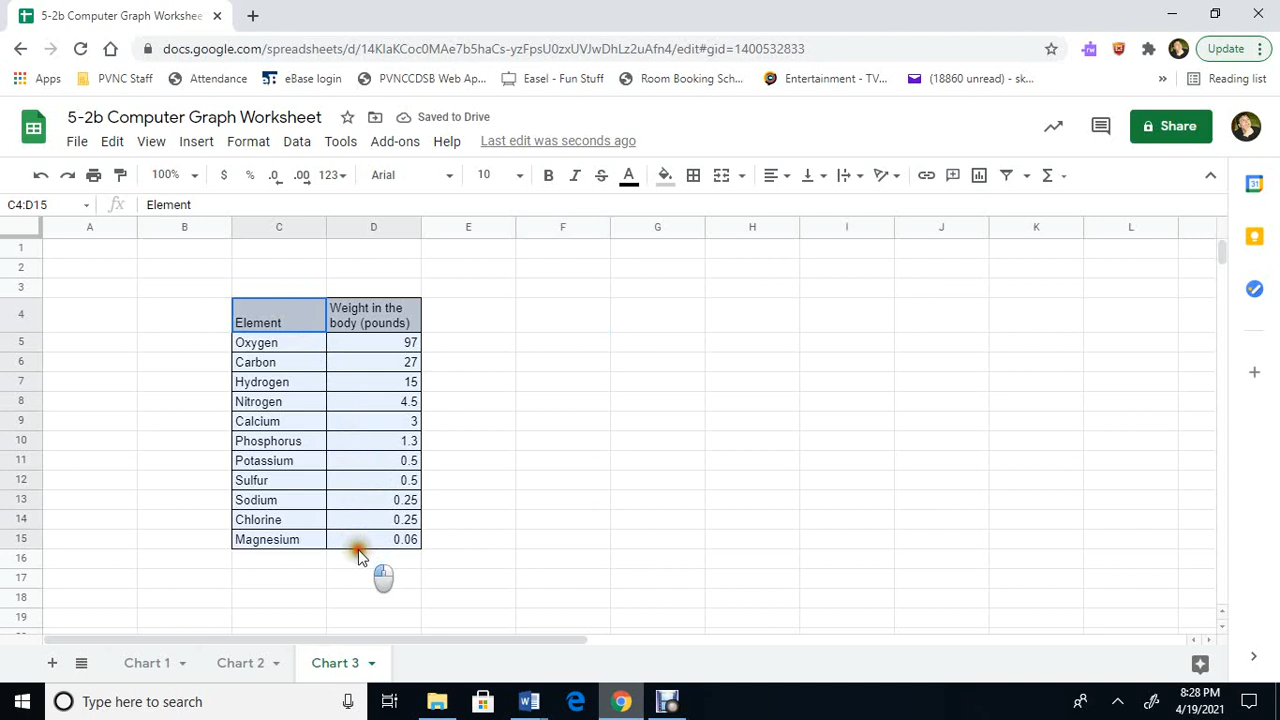 5-2b Computer Graph Workshee
docs.google.com/spreadsheets/d/14KIaKCoc0MAe7b5haCs-yzFpsU0zxUVJwDhLz2uAfn4/edit#gid=1400532833
Update
Apps
PVNC Staff
Attendance
eBase login
PVNCCDSB Web Ap...
Easel - Fun Stuff
Room Booking Sch...
Entertainment - TV...
(18860 unread) - sk...
»
Reading list
5-2b Computer Graph Worksheet
Saved to Drive
File Edit View Insert Format Data Tools Add-ons Help Last edit was seconds ago
Share
100% $ % .0 .00 123 Arial 10 B I S A Σ
C4:D15 fx Element
A B C D E F G H I J K L
1
2
3
4 Element Weight in the
body (pounds)
5 Oxygen 97
6 Carbon 27
7 Hydrogen 15
8 Nitrogen 4.5
9 Calcium 3
10 Phosphorus 1.3
11 Potassium 0.5
12 Sulfur 0.5
13 Sodium 0.25
14 Chlorine 0.25
15 Magnesium 0.06
16
17
18
19
Chart 1 Chart 2 Chart 3
Type here to search
8:28 PM
4/19/2021